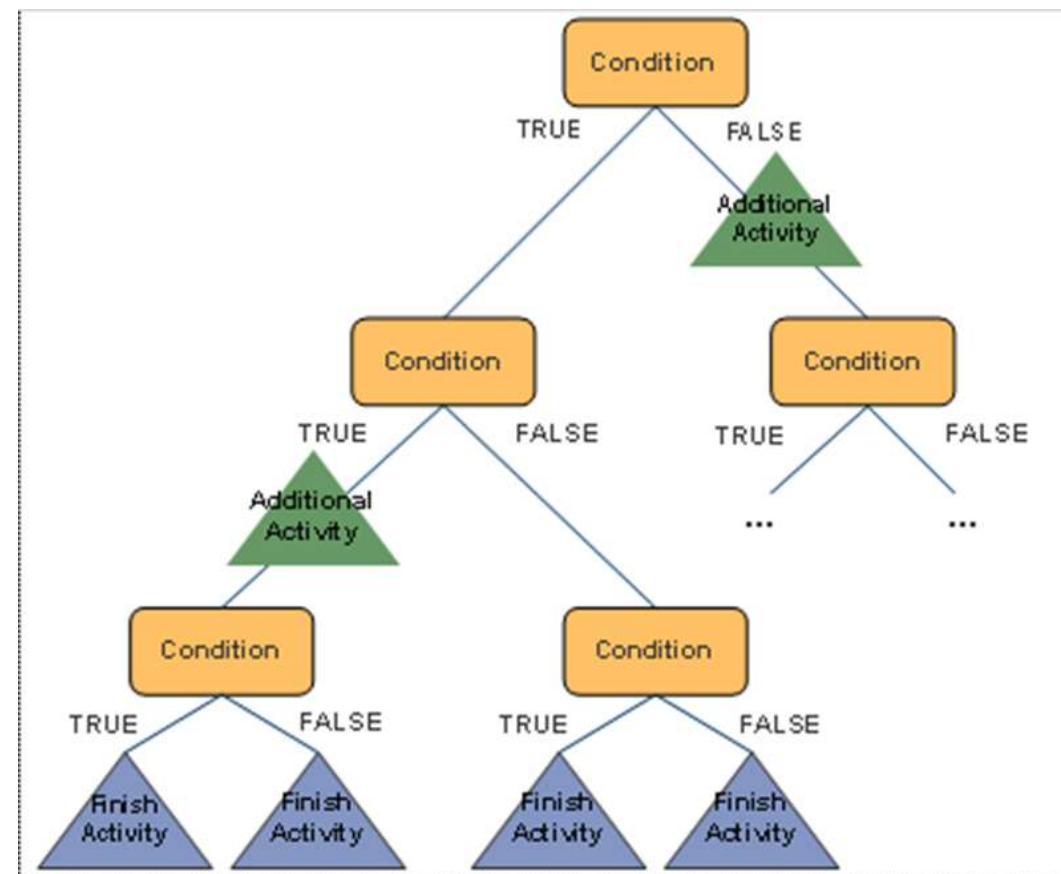 Condition
TRUE
FALSE
Additional
Activity
Condition
Condition
TRUE
FALSE
TRUE
FALSE
Additional
Activity
...
...
Condition
Condition
TRUE
FALSE
TRUE
FALSE
Finish
Activity
Finish
Activity
Finish
Activity
Finish
Activity